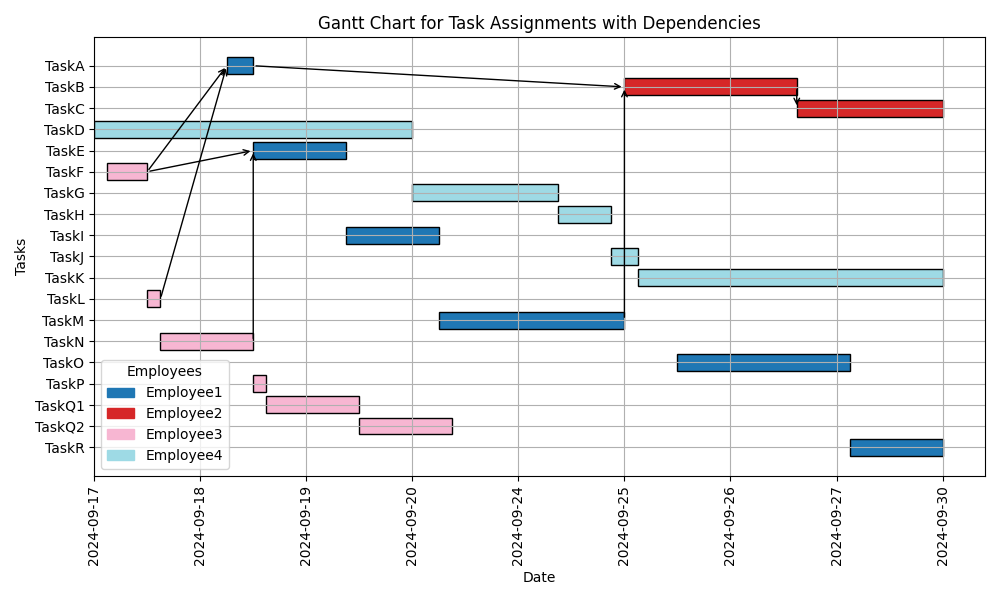 Gantt Chart for Task Assignments with Dependencies
Tasks
TaskA
TaskB
TaskC
TaskD
TaskE
TaskF
TaskG
TaskH
TaskI
TaskJ
TaskK
TaskL
TaskM
TaskN
TaskO
TaskP
TaskQ1
TaskQ2
TaskR
Employees
Employee1
Employee2
Employee3
Employee4
2024-09-17
2024-09-18
2024-09-19
2024-09-20
2024-09-24
2024-09-25
2024-09-26
2024-09-27
2024-09-30
Date